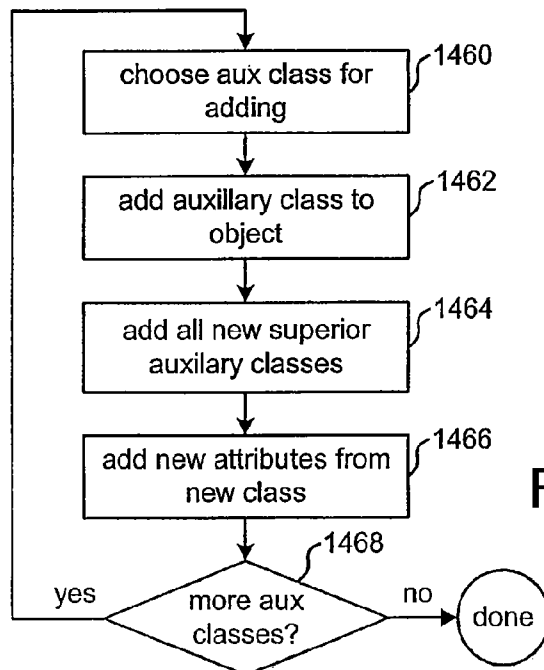 choose aux class for
adding
1460
add auxillary class to
object
1462
add all new superior
auxilary classes
1464
add new attributes from
new class
1466
1468
yes
more aux
classes?
no
done
F